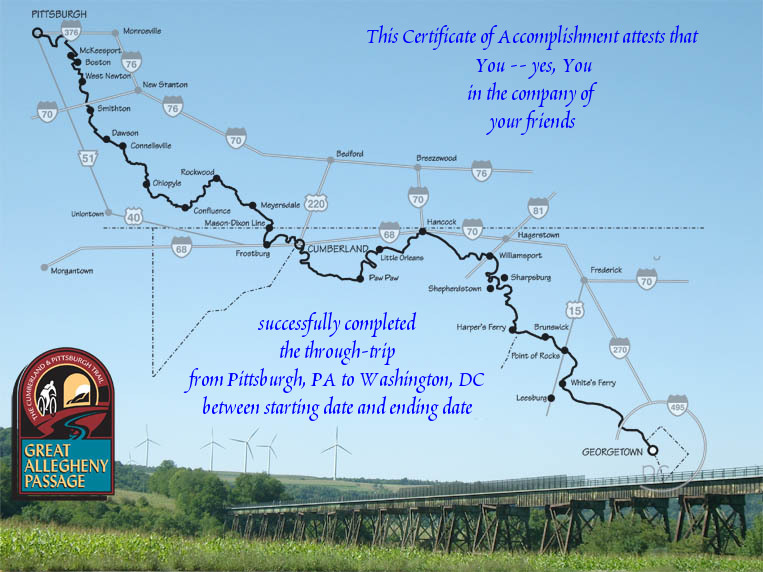 PITTSBURGH
376
Monroeville
This Certificate of Accomplishment attests that
You -- yes, You
in the company of
your friends
McKeesport
Boston
76
West Newton
New Stanton
70
Smithton
76
70
Dawson
Connellsville
51
Bedford
Breezewood
76
Rockwood
Ohiopyle
220
70
Uniontown
40
Confluence
Meyersdale
81
Mason-Dixon Line
Hancock
70
Hagerstown
68
68
CUMBERLAND
Frostburg
Little Orleans
Williamsport
Morgantown
Paw Paw
Sharpsburg
Frederick
70
Shepherdstown
15
successfully completed
the through-trip
from Pittsburgh, PA to Washington, DC
between starting date and ending date
Harper's Ferry
Brunswick
Point of Rocks
270
White's Ferry
Leesburg
495
GEORGETOWN
DC
THE CUMBERLAND & PITTSBURGH TRAIL
GREAT
ALLEGHENY
PASSAGE